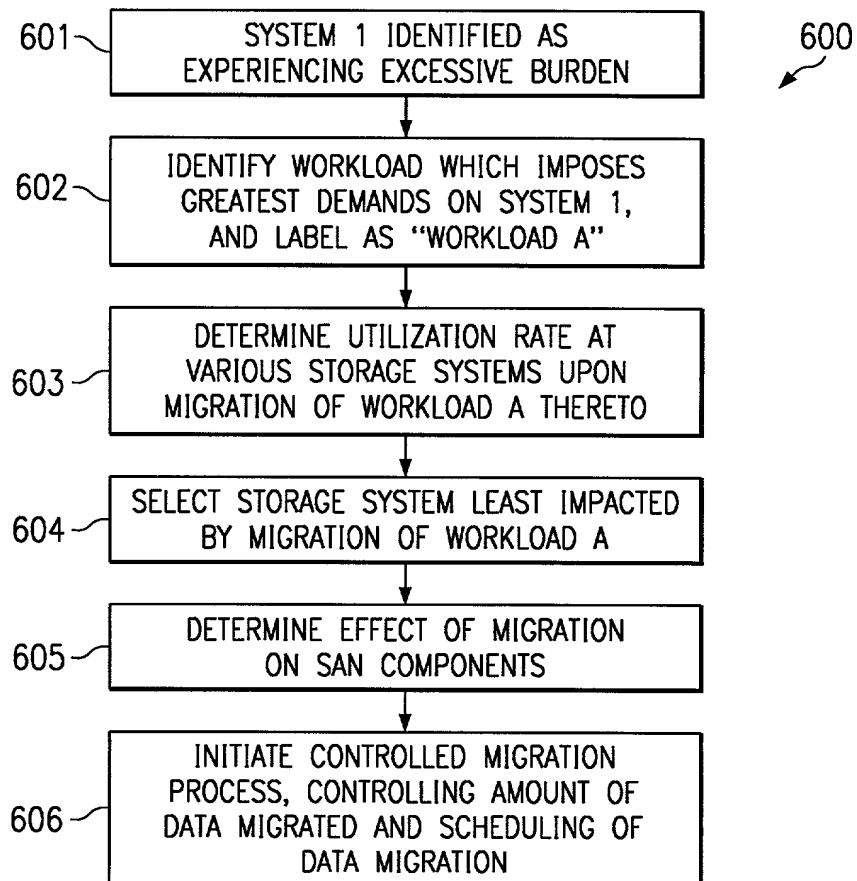 601
SYSTEM 1 IDENTIFIED AS
EXPERIENCING EXCESSIVE BURDEN
600
602
IDENTIFY WORKLOAD WHICH IMPOSES
GREATEST DEMANDS ON SYSTEM 1,
AND LABEL AS “WORKLOAD A”
603
DETERMINE UTILIZATION RATE AT
VARIOUS STORAGE SYSTEMS UPON
MIGRATION OF WORKLOAD A THERETO
604
SELECT STORAGE SYSTEM LEAST IMPACTED
BY MIGRATION OF WORKLOAD A
605
DETERMINE EFFECT OF MIGRATION
ON SAN COMPONENTS
606
INITIATE CONTROLLED MIGRATION
PROCESS, CONTROLLING AMOUNT OF
DATA MIGRATED AND SCHEDULING OF
DATA MIGRATION